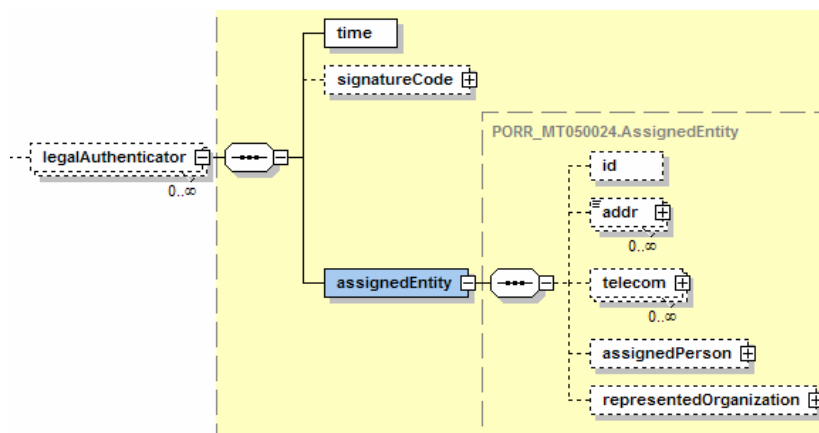 time
signatureCode
PORR_MT050024.AssignedEntity
legalAuthenticator
0..∞
id
addr
0..∞
assignedEntity
telecom
0..∞
assignedPerson
representedOrganization